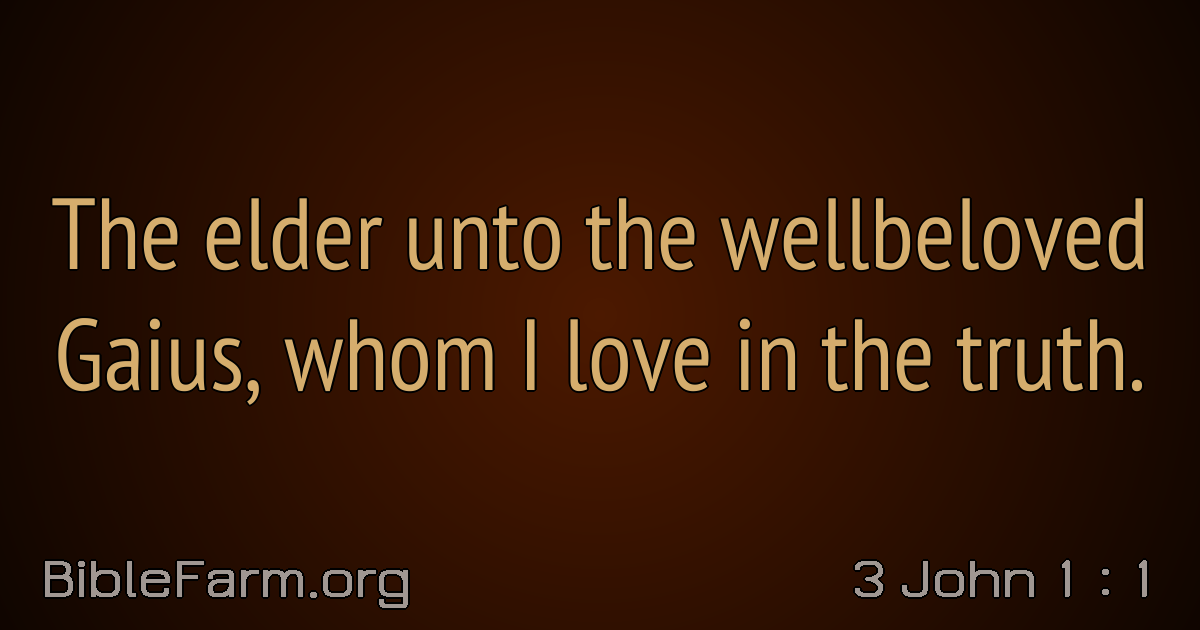 The elder unto the wellbeloved
Gaius, whom I love in the truth.
BibleFarm.org
3 John 1 : 1